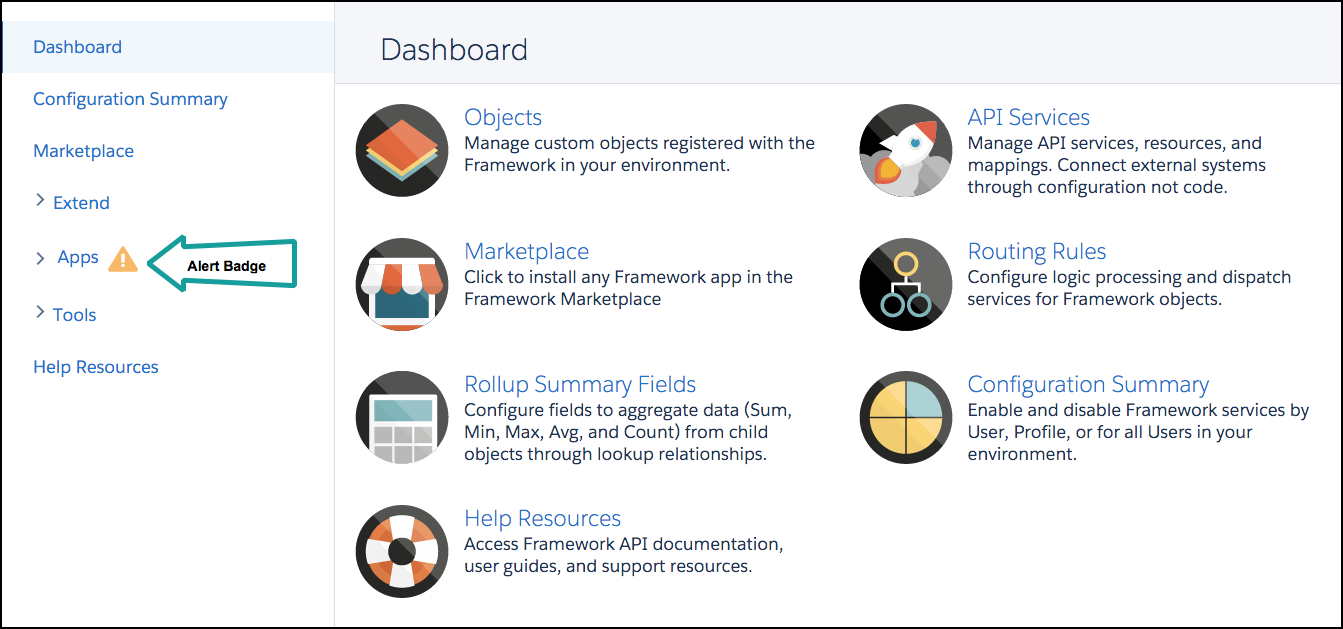 Dashboard
Configuration Summary
Marketplace
Extend
Apps
Alert Badge
Tools
Help Resources
Dashboard
Objects
Manage custom objects registered with the
Framework in your environment.
API Services
Manage API services, resources, and
mappings. Connect external systems
through configuration not code.
Marketplace
Click to install any Framework app in the
Framework Marketplace
Routing Rules
Configure logic processing and dispatch
services for Framework objects.
Rollup Summary Fields
Configure fields to aggregate data (Sum,
Min, Max, Avg, and Count) from child
objects through lookup relationships.
Configuration Summary
Enable and disable Framework services by
User, Profile, or for all Users in your
environment.
Help Resources
Access Framework API documentation,
user guides, and support resources.